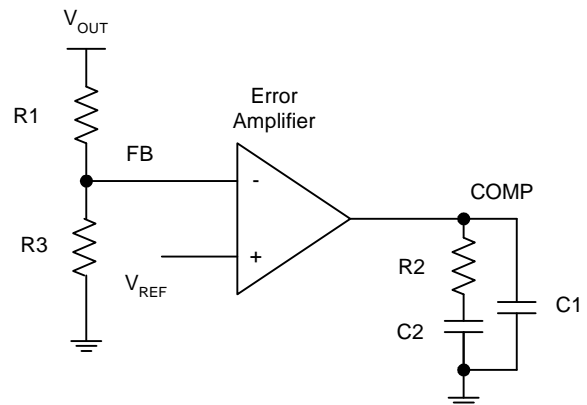 VOUT
R1
Error
Amplifier
FB
-
COMP
R3
+
VREF
R2
C2
C1